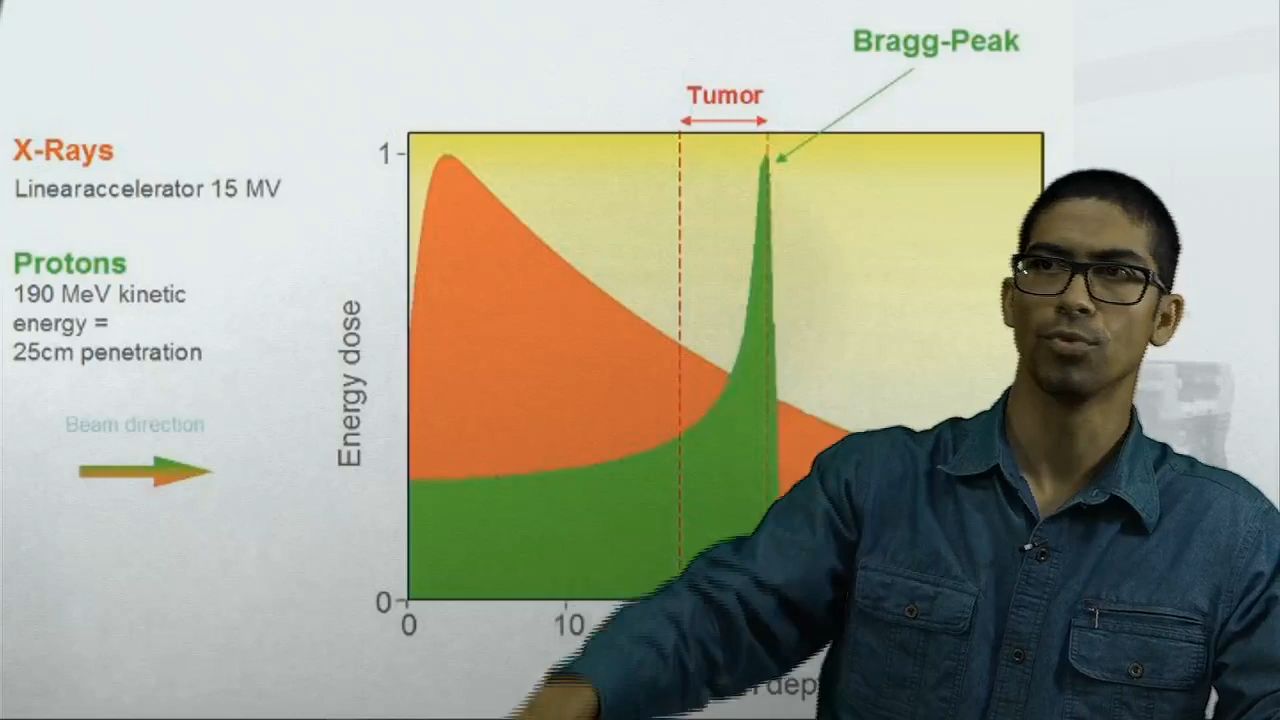 Bragg-Peak
Tumor
X-Rays
Linearaccelerator 15 MV
Protons
190 MeV kinetic
energy =
25cm penetration
Beam direction
Energy dose
1
0
0
10